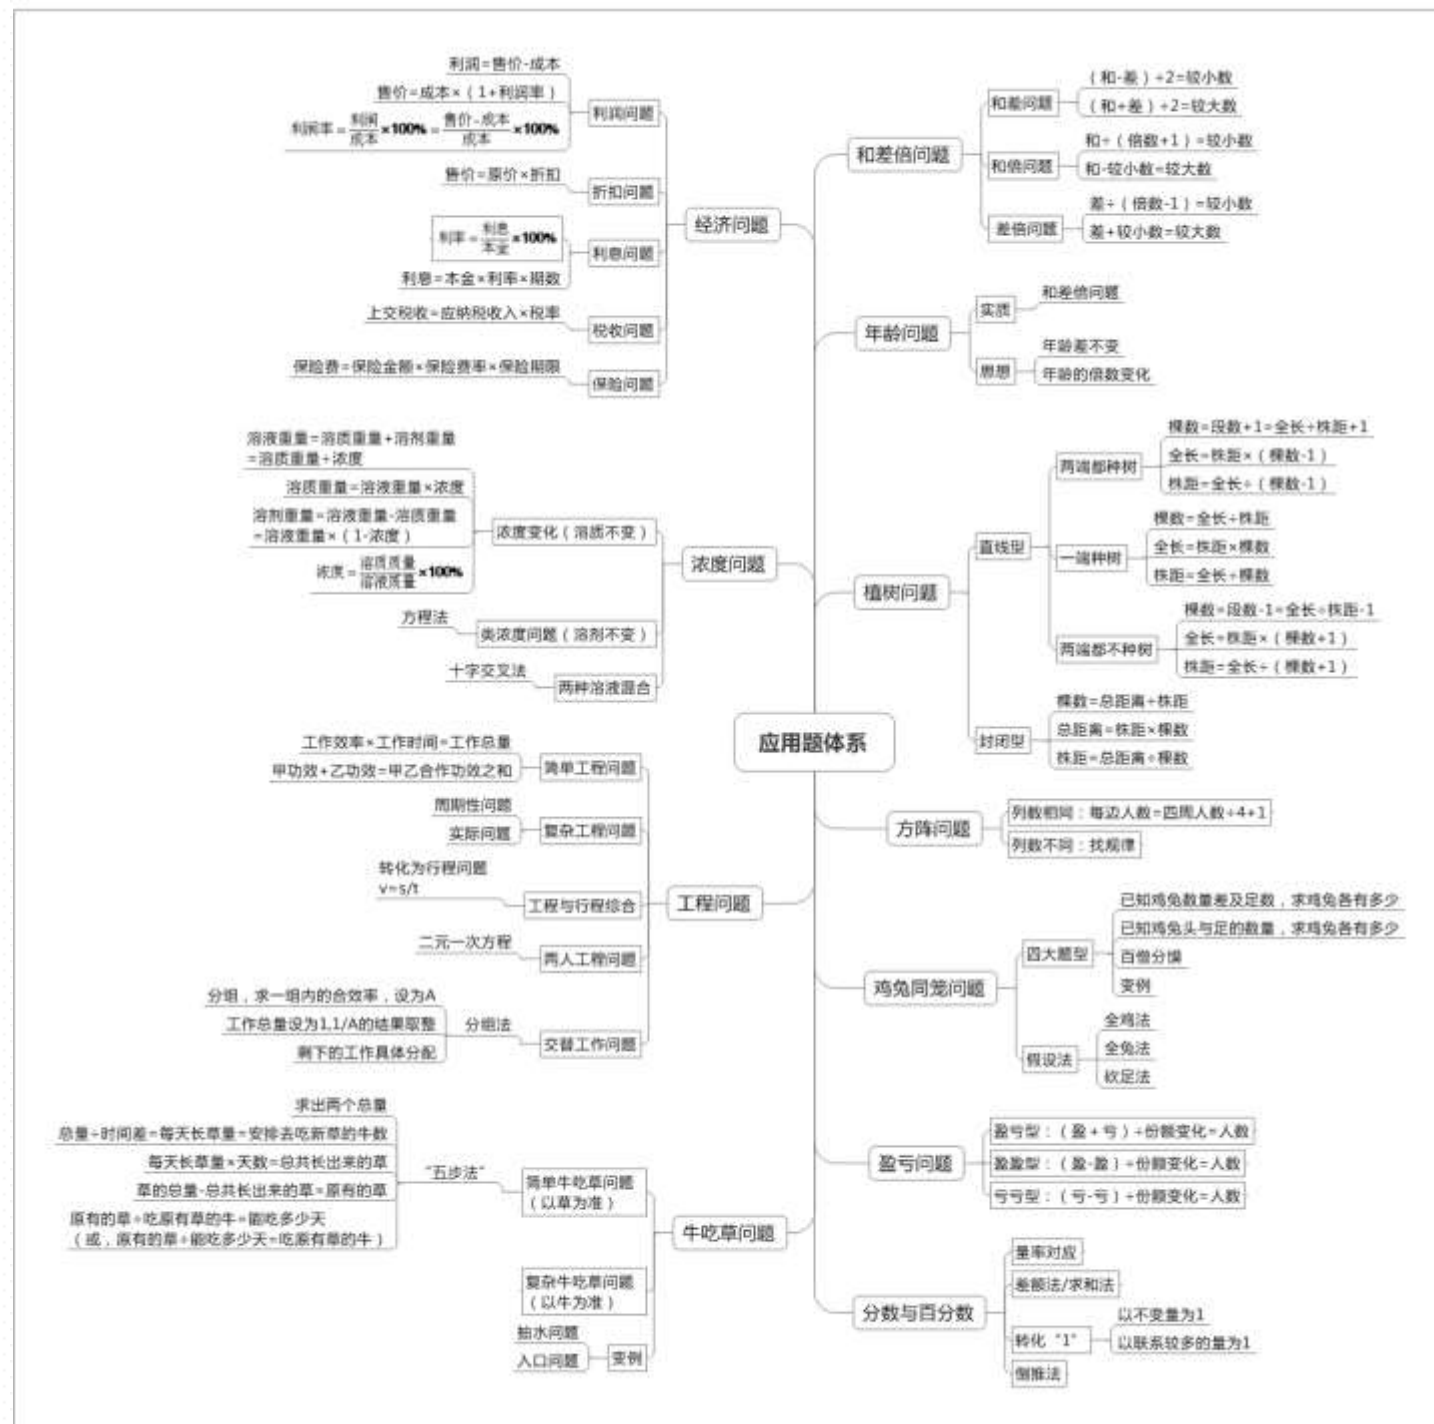 应用题体系
和差倍问题
和差问题
（和-差）÷2=较小数
（和+差）÷2=较大数
和倍问题
和÷（倍数+1）=较小数
和-较小数=较大数
差倍问题
差÷（倍数-1）=较小数
差+较小数=较大数
年龄问题
实质
和差倍问题
思想
年龄差不变
年龄的倍数变化
植树问题
直线型
两端都种树
棵数=段数+1=全长÷株距+1
全长=株距×（棵数-1）
株距=全长÷（棵数-1）
一端种树
棵数=全长÷株距
全长=株距×棵数
株距=全长÷棵数
两端都不种树
棵数=段数-1=全长÷株距-1
全长=株距×（棵数+1）
株距=全长÷（棵数+1）
封闭型
棵数=总距离÷株距
总距离=株距×棵数
株距=总距离÷棵数
方阵问题
列数相同：每边人数=四周人数÷4+1
列数不同：找规律
鸡兔同笼问题
四大题型
已知鸡兔数量差及足数，求鸡兔各有多少
已知鸡兔头与足的数量，求鸡兔各有多少
百僧分馍
变例
假设法
全鸡法
全兔法
砍足法
盈亏问题
盈亏型：（盈+亏）÷份额变化=人数
盈盈型：（盈-盈）÷份额变化=人数
亏亏型：（亏-亏）÷份额变化=人数
分数与百分数
量率对应
差额法/求和法
转化“1”
以不变量为1
以联系较多的量为1
倒推法
经济问题
利润问题
利润=售价-成本
售价=成本×（1+利润率）
利润率=利润/成本×100%=售价-成本/成本×100%
折扣问题
售价=原价×折扣
利息问题
利率=利息/本金×100%
利息=本金×利率×期数
税收问题
上交税收=应纳税收入×税率
保险问题
保险费=保险金额×保险费率×保险期限
浓度问题
浓度变化（溶质不变）
溶液重量=溶质重量+溶剂重量
=溶质重量÷浓度
溶质重量=溶液重量×浓度
溶剂重量=溶液重量-溶质重量
=溶液重量×（1-浓度）
浓度=溶质质量/溶液质量×100%
类浓度问题（溶剂不变）
方程法
两种溶液混合
十字交叉法
工程问题
简单工程问题
工作效率×工作时间=工作总量
甲功效+乙功效=甲乙合作功效之和
复杂工程问题
周期性问题
实际问题
工程与行程综合
转化为行程问题
v=s/t
两人工程问题
二元一次方程
交替工作问题
分组法
分组，求一组内的合效率，设为A
工作总量设为1,1/A的结果取整
剩下的工作具体分配
牛吃草问题
简单牛吃草问题
（以草为准）
“五步法”
求出两个总量
总量÷时间差=每天长草量=安排去吃新草的牛数
每天长草量×天数=总共长出来的草
草的总量-总共长出来的草=原有的草
原有的草÷吃原有草的牛=能吃多少天
（或，原有的草÷能吃多少天=吃原有草的牛）
复杂牛吃草问题
（以牛为准）
变例
抽水问题
入口问题